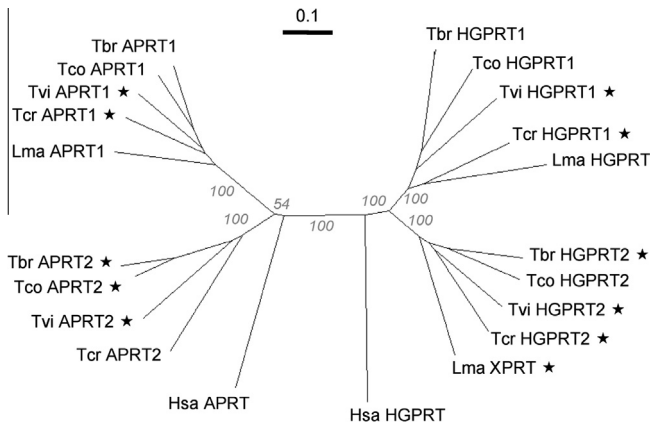 0.1
Tbr APRT1
Tco APRT1
Tvi APRT1 ★
Tcr APRT1 ★
Lma APRT1
Tbr HGPRT1
Tco HGPRT1
Tvi HGPRT1 ★
Tcr HGPRT1 ★
Lma HGPRT
100
54
100
100
100
100
100
Tbr APRT2 ★
Tco APRT2 ★
Tvi APRT2 ★
Tcr APRT2
Hsa APRT
Hsa HGPRT
Tbr HGPRT2 ★
Tco HGPRT2
Tvi HGPRT2 ★
Tcr HGPRT2 ★
Lma XPRT ★